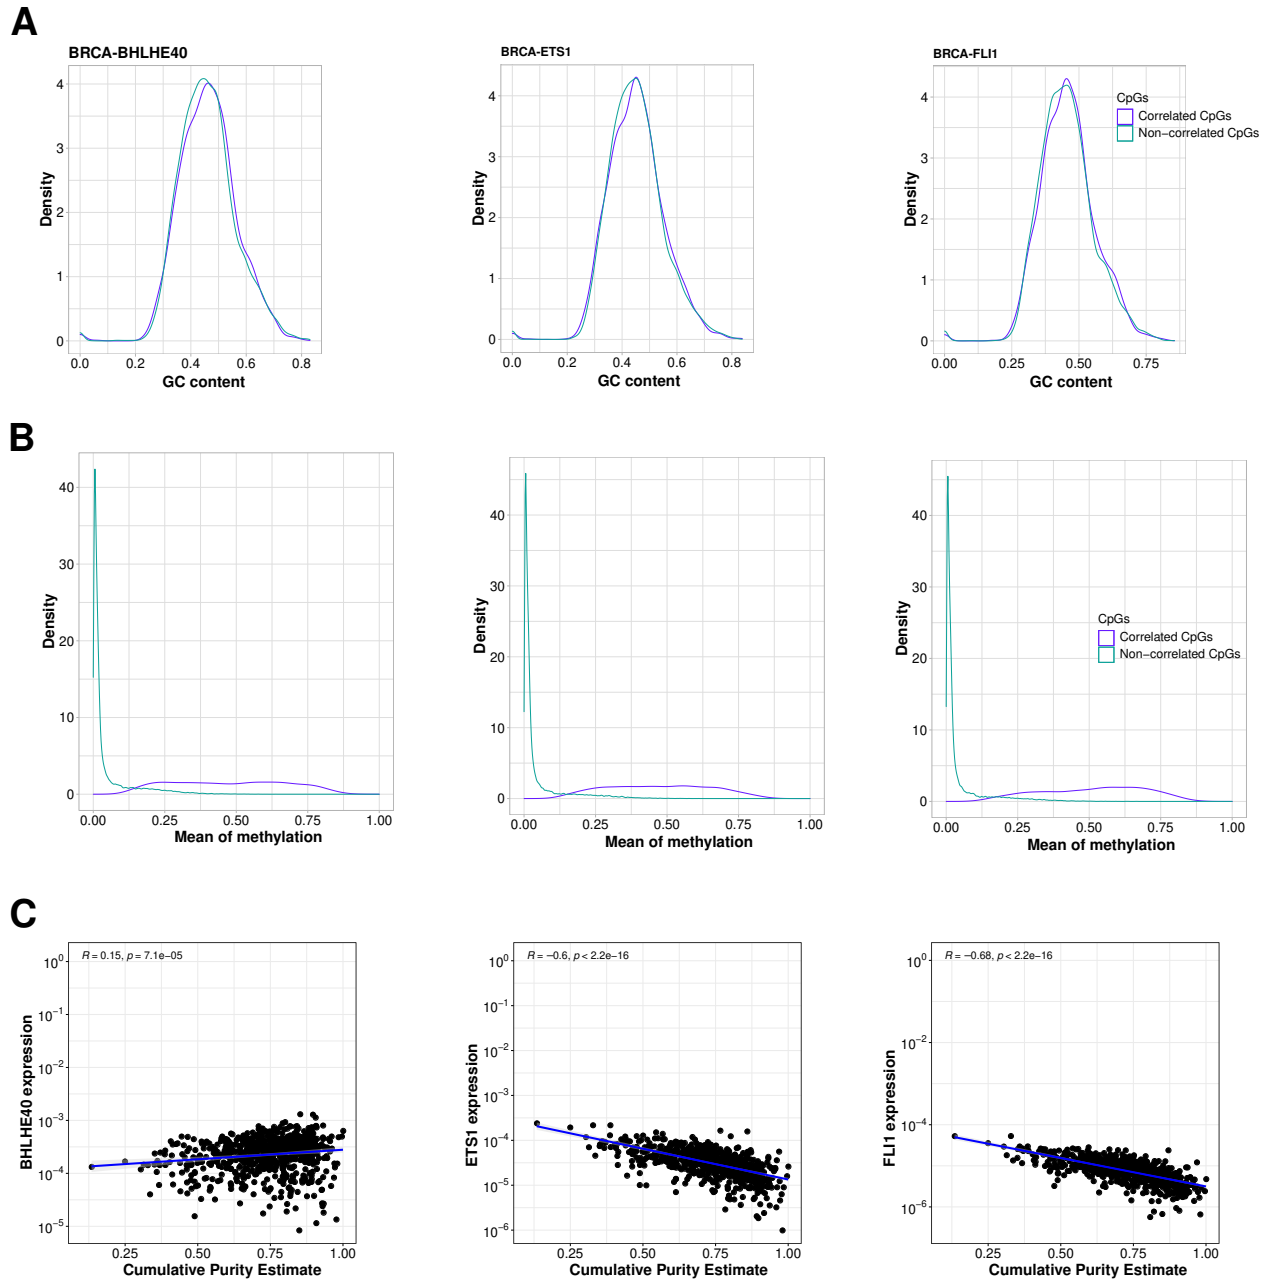 A
BRCA-BHLHE40
BRCA-ETS1
BRCA-FLI1
4
3
2
1
0
Density
0.0 0.2 0.4 0.6 0.8
GC content
4
3
2
1
0
Density
0.0 0.2 0.4 0.6 0.8
GC content
4
3
2
1
0
Density
0.00 0.25 0.50 0.75
GC content
CpGs
Correlated CpGs
Non−correlated CpGs
B
40
30
20
10
0
Density
0.00 0.25 0.50 0.75 1.00
Mean of methylation
40
30
20
10
0
Density
0.00 0.25 0.50 0.75 1.00
Mean of methylation
40
30
20
10
0
Density
0.00 0.25 0.50 0.75 1.00
Mean of methylation
CpGs
Correlated CpGs
Non−correlated CpGs
C
R = 0.15, p = 7.1e−05
10⁰
10⁻¹
10⁻²
10⁻³
10⁻⁴
10⁻⁵
BHLHE40 expression
0.25 0.50 0.75 1.00
Cumulative Purity Estimate
R = −0.6, p < 2.2e−16
10⁰
10⁻¹
10⁻²
10⁻³
10⁻⁴
10⁻⁵
10⁻⁶
ETS1 expression
0.25 0.50 0.75 1.00
Cumulative Purity Estimate
R = −0.68, p < 2.2e−16
10⁰
10⁻²
10⁻⁴
10⁻⁶
FLI1 expression
0.25 0.50 0.75 1.00
Cumulative Purity Estimate